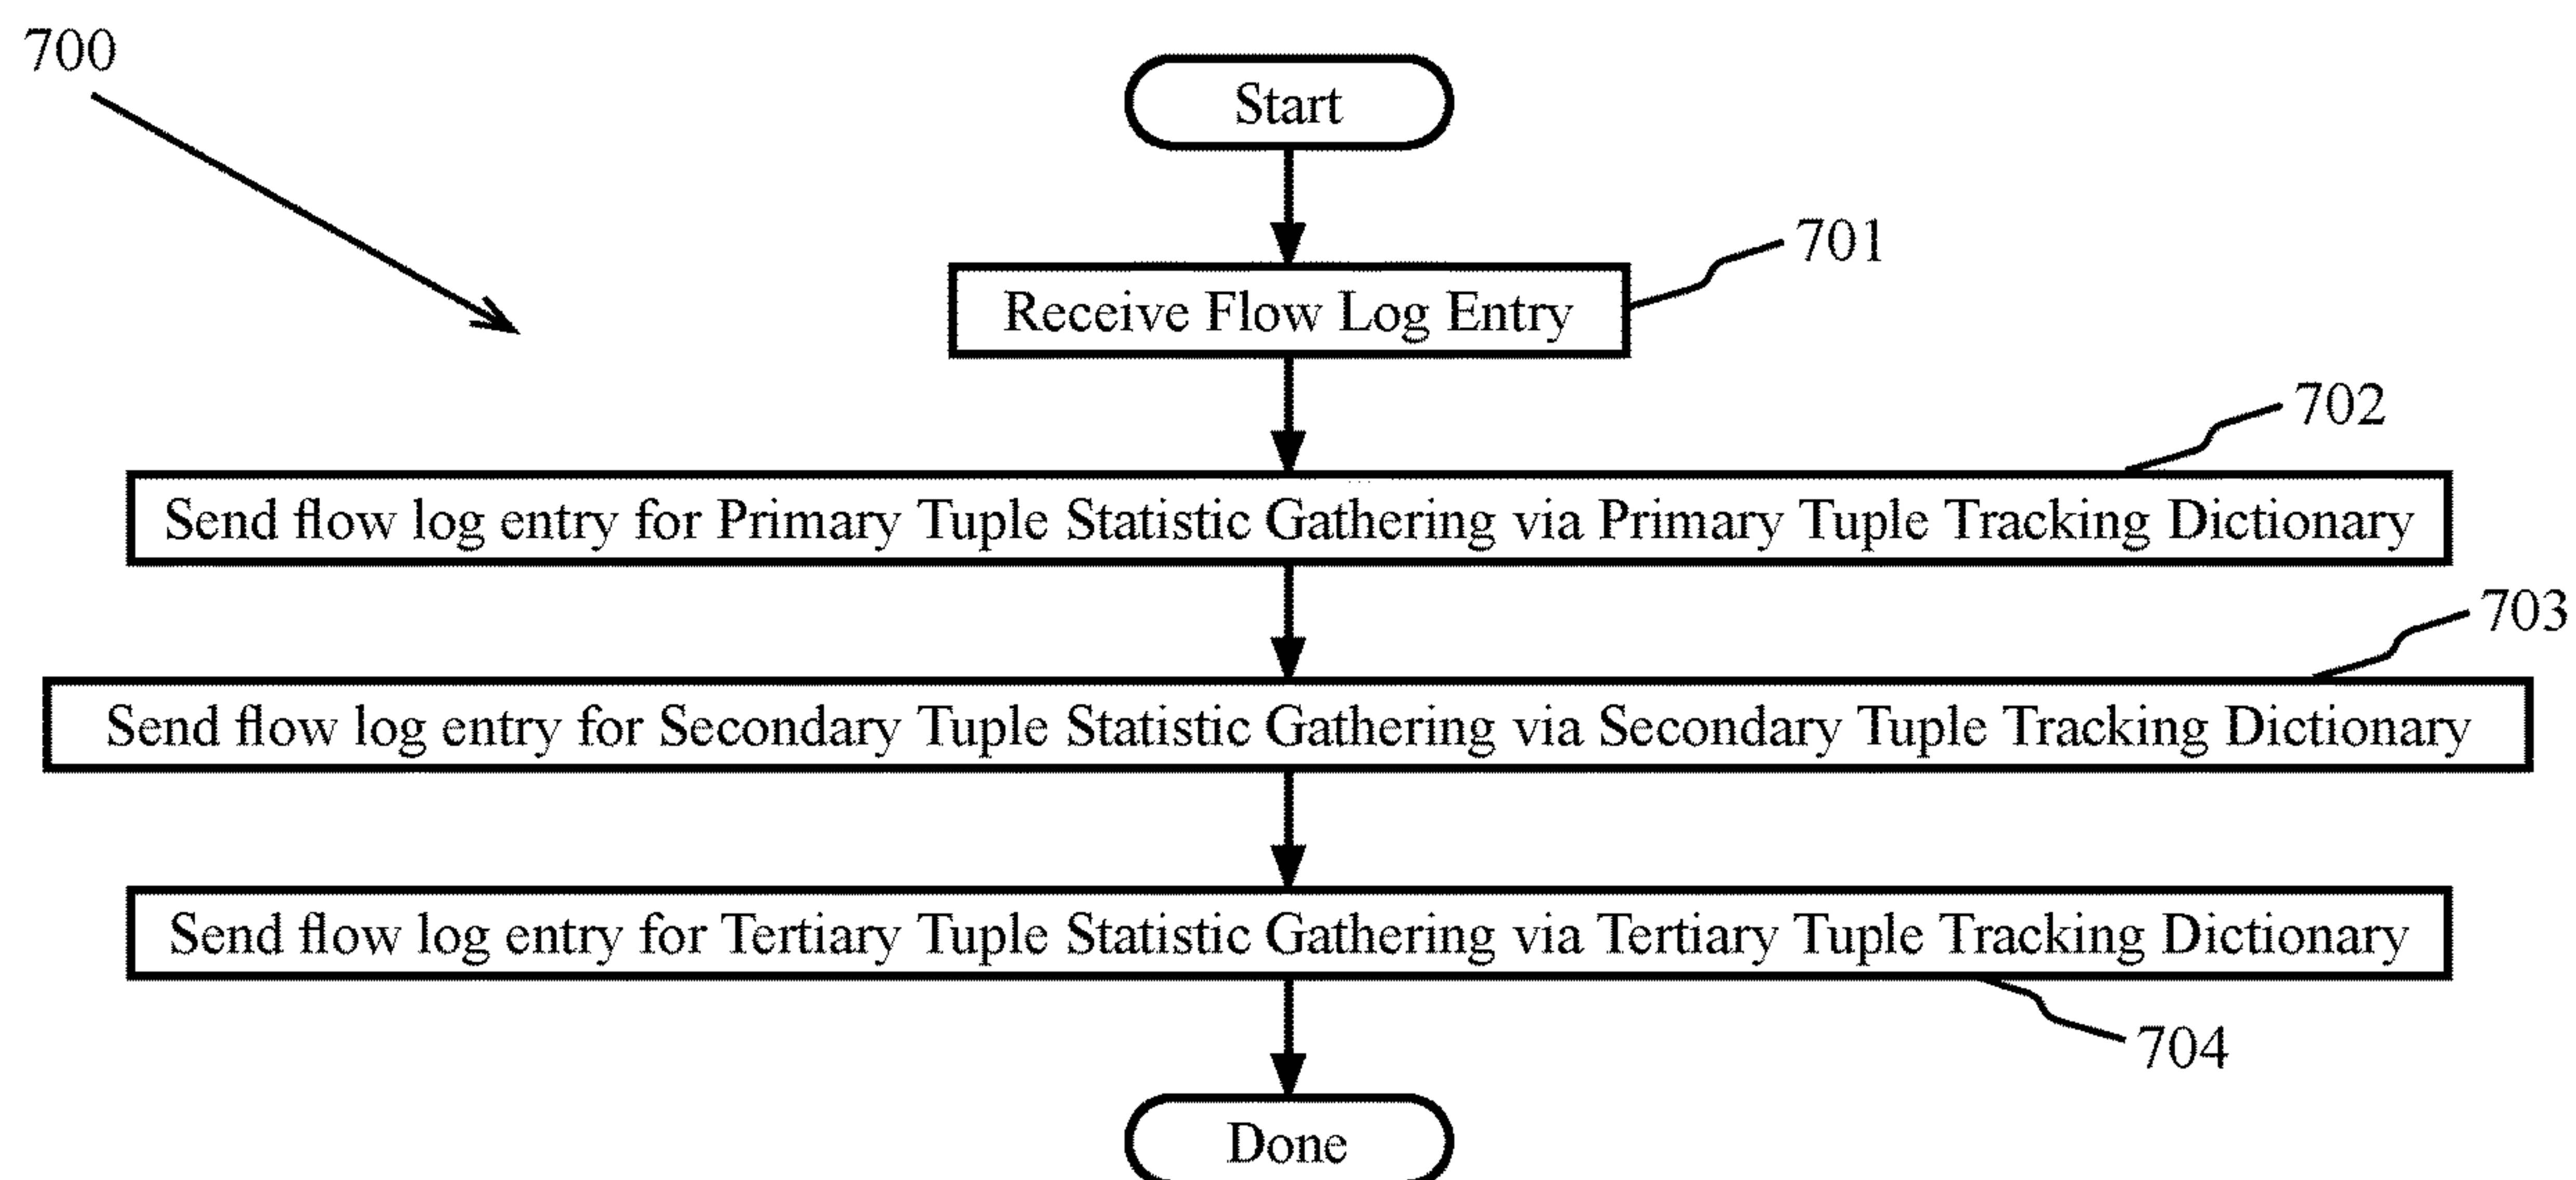 700
Start
701
Receive Flow Log Entry
702
Send flow log entry for Primary Tuple Statistic Gathering via Primary Tuple Tracking Dictionary
703
Send flow log entry for Secondary Tuple Statistic Gathering via Secondary Tuple Tracking Dictionary
Send flow log entry for Tertiary Tuple Statistic Gathering via Tertiary Tuple Tracking Dictionary
704
Done